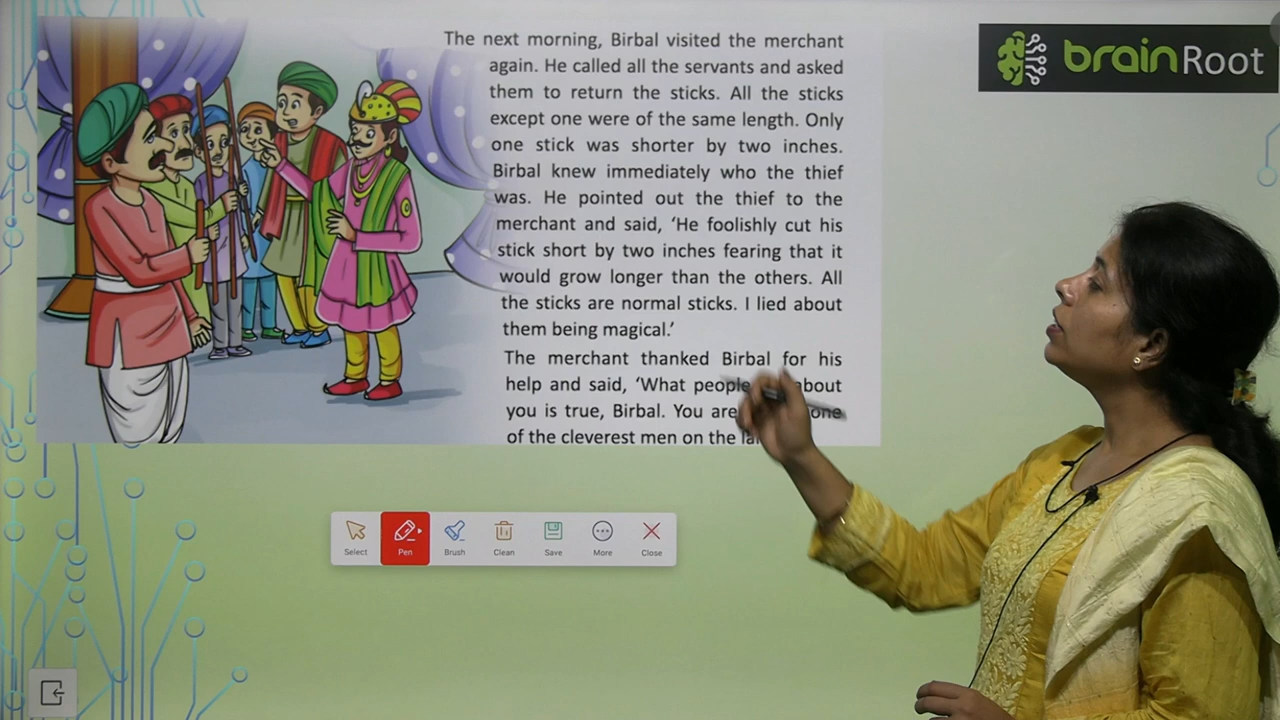 The next morning, Birbal visited the merchant
again. He called all the servants and asked
them to return the sticks. All the sticks
except one were of the same length. Only
one stick was shorter by two inches.
Birbal knew immediately who the thief
was. He pointed out the thief to the
merchant and said, ‘He foolishly cut his
stick short by two inches fearing that it
would grow longer than the others. All
the sticks are normal sticks. I lied about
them being magical.’
The merchant thanked Birbal for his
help and said, ‘What people about
you is true, Birbal. You are one
of the cleverest men on the
brainRoot
Select
Pen
Brush
Clean
Save
More
Close